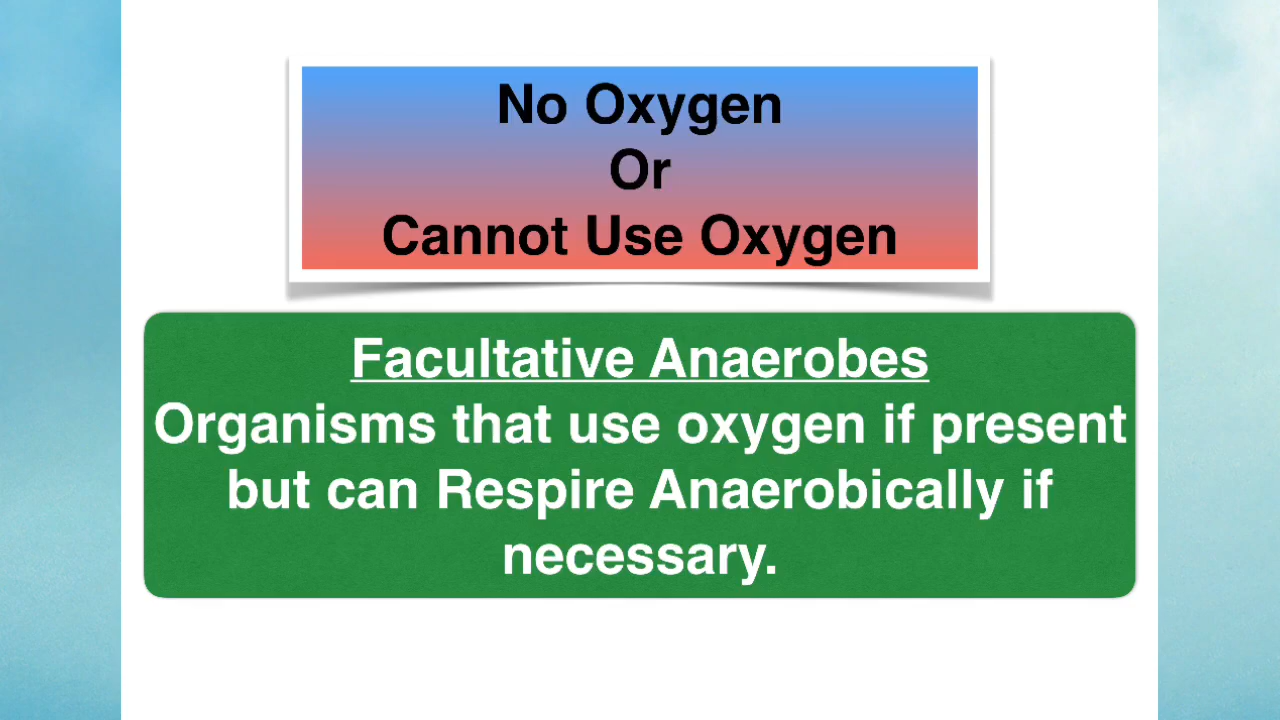 No Oxygen
Or
Cannot Use Oxygen
Facultative Anaerobes
Organisms that use oxygen if present
but can Respire Anaerobically if
necessary.